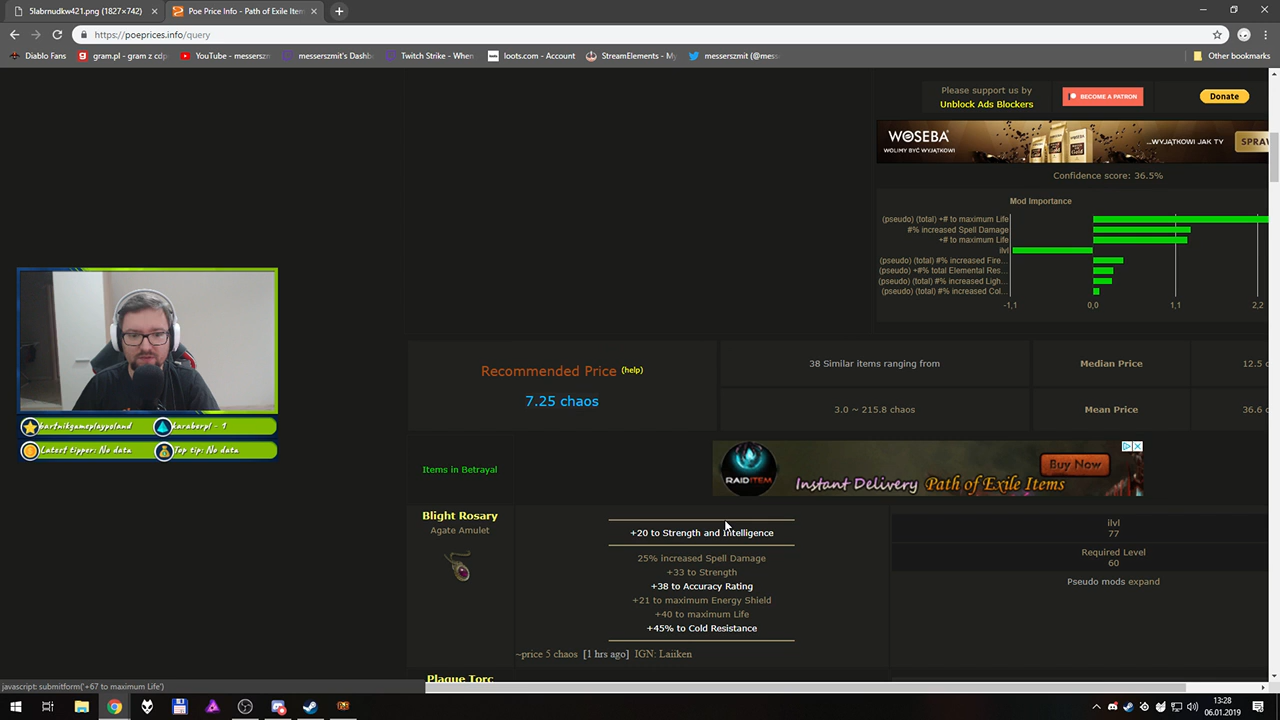 5labrnudkw421.png (1827×742)
Poe Price Info - Path of Exile Item
https://poeprices.info/query
Diablo Fans
gram.pl - gram z cdp
YouTube - messersz
messerszmit's Dashb
Twitch Strike - When
loots.com - Account
StreamElements - My
messerszmit (@mess
Other bookmarks
Please support us by
Unblock Ads Blockers
BECOME A PATRON
Donate
WOSEBA
WOLIMY BYĆ WYJĄTKOWI
...WYJĄTKOWI JAK TY
SPRAW
Confidence score: 36.5%
Mod Importance
(pseudo) (total) +# to maximum Life
#% increased Spell Damage
+# to maximum Life
ilvl
(pseudo) (total) #% increased Fire...
(pseudo) +#% total Elemental Res...
(pseudo) (total) #% increased Ligh...
(pseudo) (total) #% increased Col...
-1,1 0,0 1,1 2,2
Recommended Price (help)
7.25 chaos
38 Similar items ranging from
3.0 ~ 215.8 chaos
Median Price
12.5 c
Mean Price
36.6 c
bartnikgameplaypoland
karaberpl - 1
Latest tipper: No data
Top tip: No data
Items in Betrayal
RAIDITEM
Instant Delivery Path of Exile Items
Buy Now
Blight Rosary
Agate Amulet
+20 to Strength and Intelligence
25% increased Spell Damage
+33 to Strength
+38 to Accuracy Rating
+21 to maximum Energy Shield
+40 to maximum Life
+45% to Cold Resistance
~price 5 chaos [1 hrs ago] IGN: Laiiken
ilvl
77
Required Level
60
Pseudo mods expand
Plague Torc
javascript: submitform('+67 to maximum Life')
13:28
06.01.2019